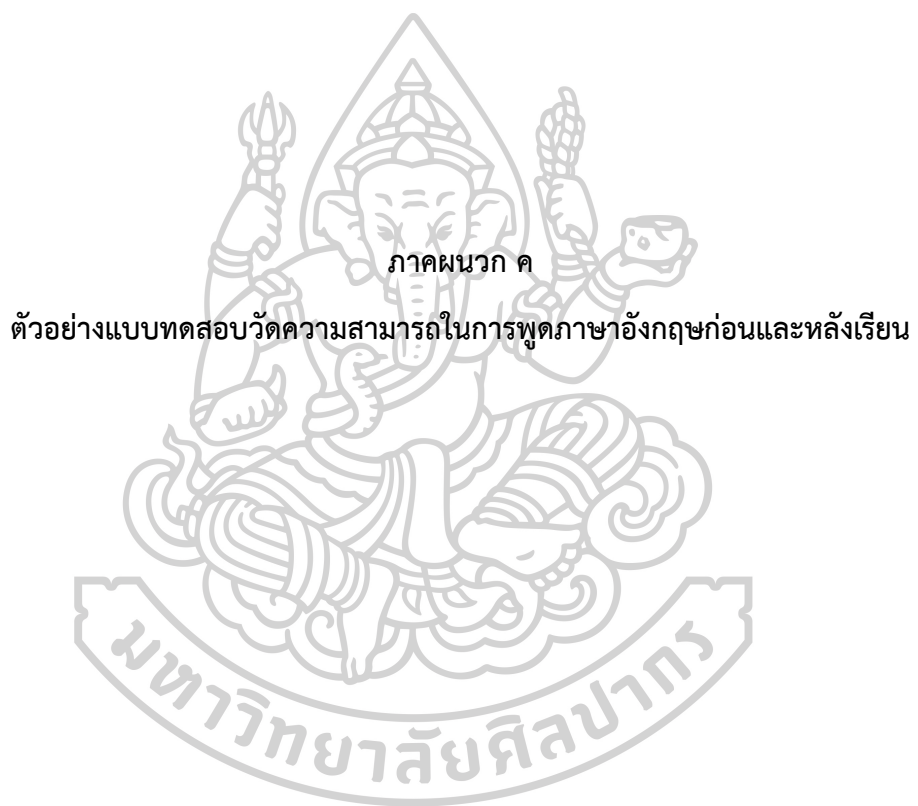 ภาคผนวก ค
ตัวอย่างแบบทดสอบวัดความสามารถในการพูดภาษาอังกฤษก่อนและหลังเรียน
มหาวิทยาลัยศิลปากร